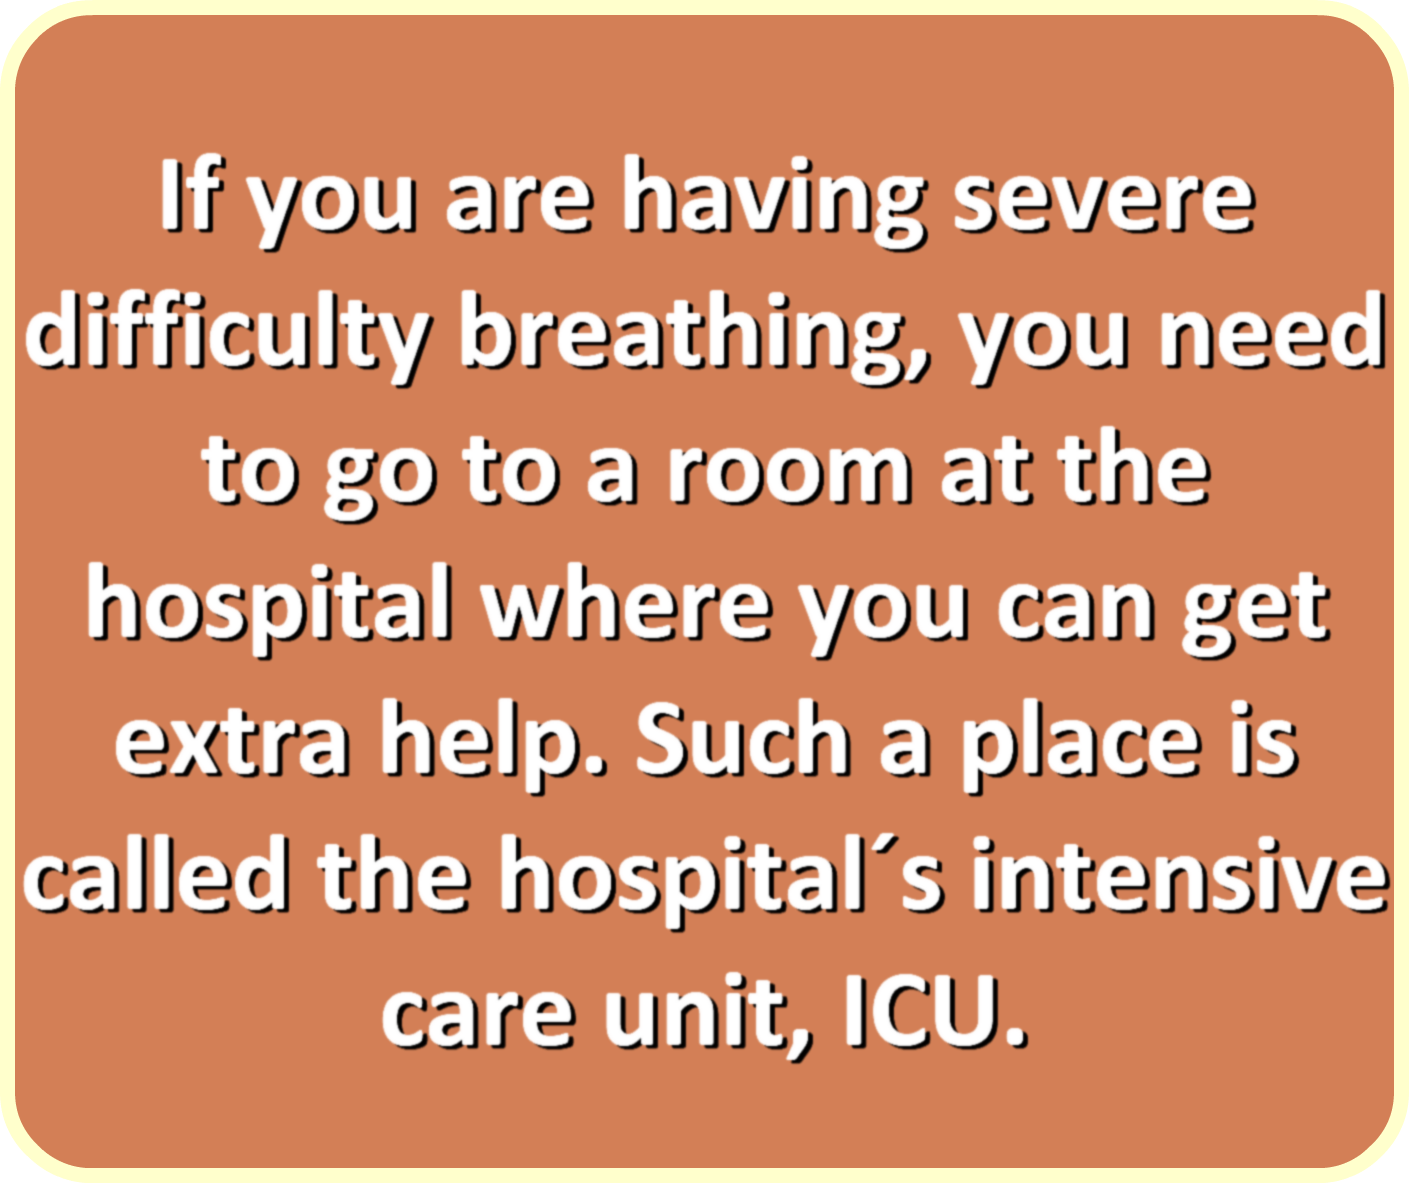 If you are having severe
difficulty breathing, you need
to go to a room at the
hospital where you can get
extra help. Such a place is
called the hospital´s intensive
care unit, ICU.